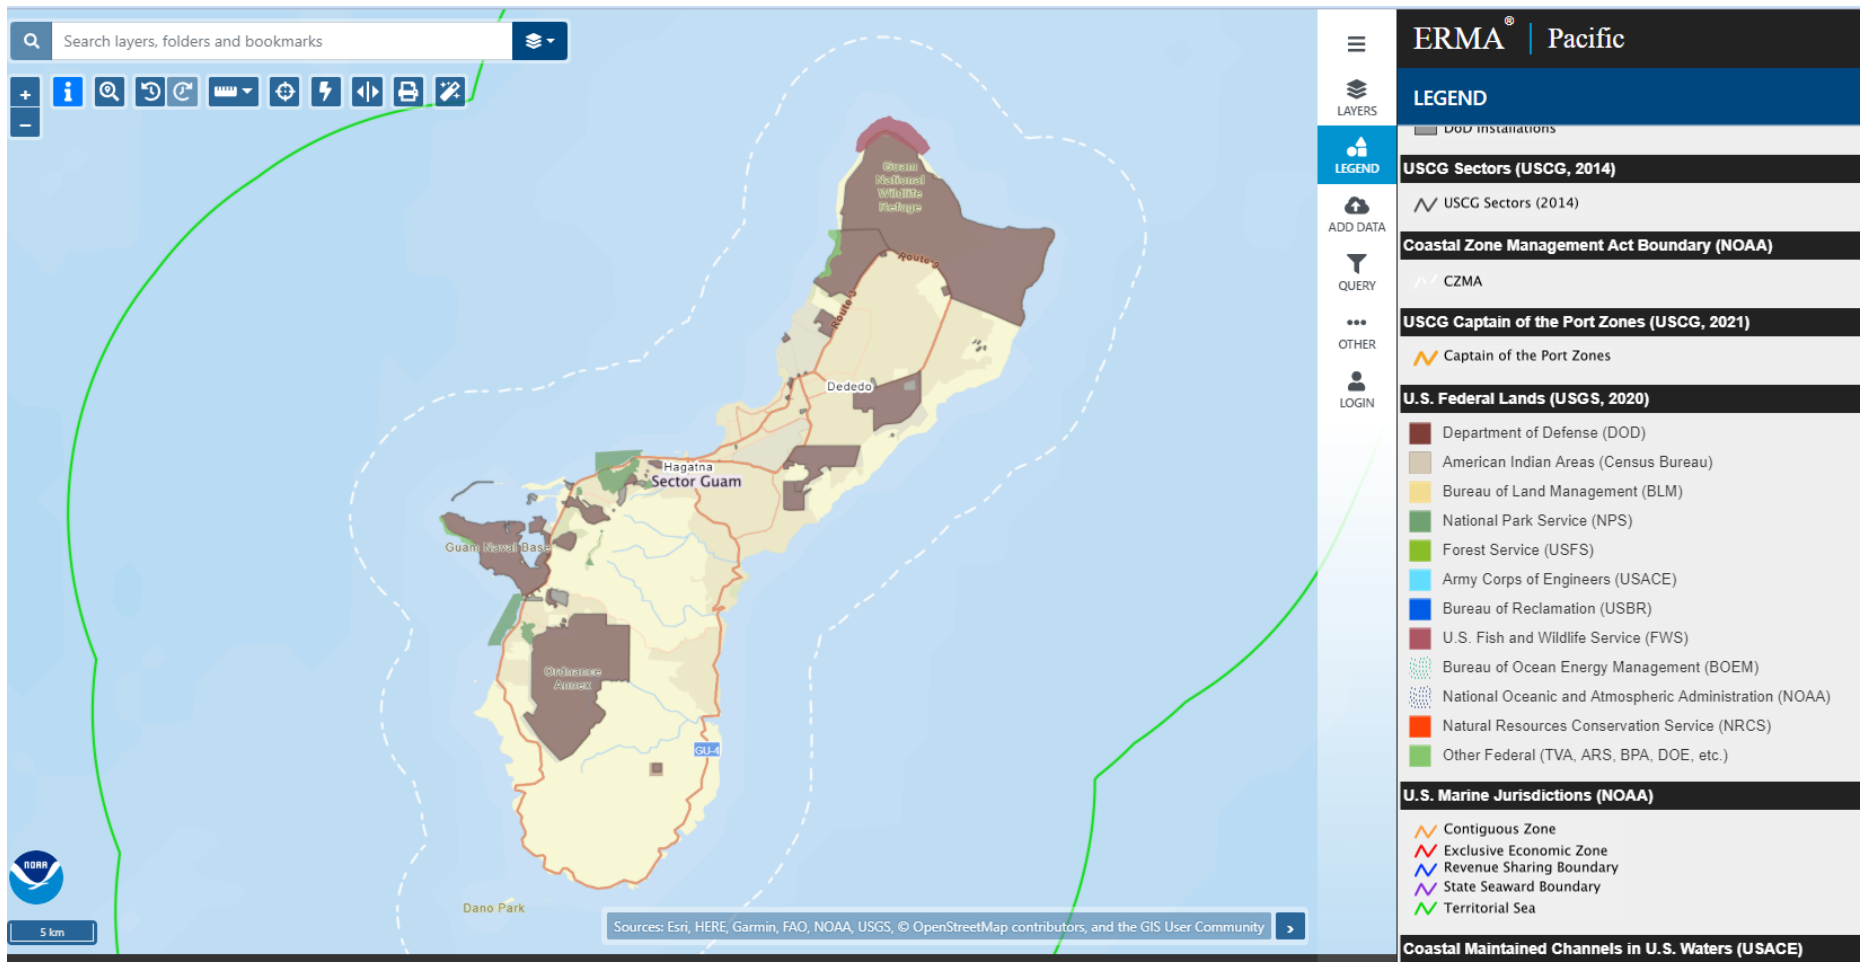 Search layers, folders and bookmarks
+
−
Guam
National
Wildlife
Refuge
Route 9
Route 3
Dededo
Hagatna
Sector Guam
Guam Naval Base
Ordnance
Annex
GU-4
Dano Park
NOAA
5 km
Sources: Esri, HERE, Garmin, FAO, NOAA, USGS, © OpenStreetMap contributors, and the GIS User Community
LAYERS
LEGEND
ADD DATA
QUERY
OTHER
LOGIN
ERMA® | Pacific
LEGEND
DoD Installations
USCG Sectors (USCG, 2014)
USCG Sectors (2014)
Coastal Zone Management Act Boundary (NOAA)
CZMA
USCG Captain of the Port Zones (USCG, 2021)
Captain of the Port Zones
U.S. Federal Lands (USGS, 2020)
Department of Defense (DOD)
American Indian Areas (Census Bureau)
Bureau of Land Management (BLM)
National Park Service (NPS)
Forest Service (USFS)
Army Corps of Engineers (USACE)
Bureau of Reclamation (USBR)
U.S. Fish and Wildlife Service (FWS)
Bureau of Ocean Energy Management (BOEM)
National Oceanic and Atmospheric Administration (NOAA)
Natural Resources Conservation Service (NRCS)
Other Federal (TVA, ARS, BPA, DOE, etc.)
U.S. Marine Jurisdictions (NOAA)
Contiguous Zone
Exclusive Economic Zone
Revenue Sharing Boundary
State Seaward Boundary
Territorial Sea
Coastal Maintained Channels in U.S. Waters (USACE)